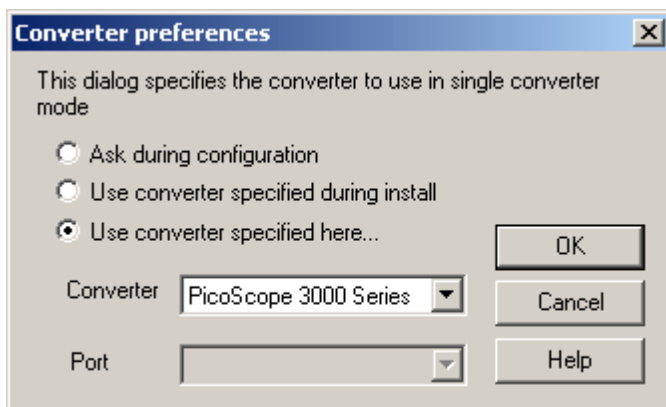 Converter preferences
This dialog specifies the converter to use in single converter
mode
Ask during configuration
Use converter specified during install
Use converter specified here...
OK
Converter
PicoScope 3000 Series
Cancel
Port
Help